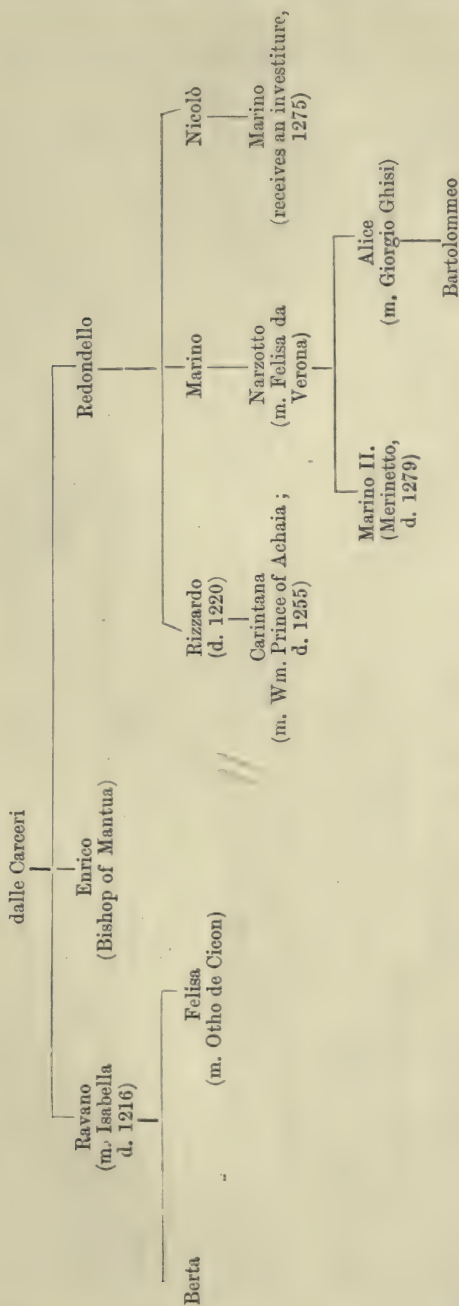 dalle Carceri
Ravano
(m. Isabella
d. 1216)
Enrico
(Bishop of Mantua)
Redondello
Berta
Felisa
(m. Otho de Cicon)
Rizzardo
(d. 1220)
Marino
Nicolò
Carintana
(m. Wm. Prince of Achaia ;
d. 1255)
Narzotto
(m. Felisa da
Verona)
Marino
(receives an investiture,
1275)
Marino II.
(Merinetto,
d. 1279)
Alice
(m. Giorgio Ghisi)
Bartolommeo